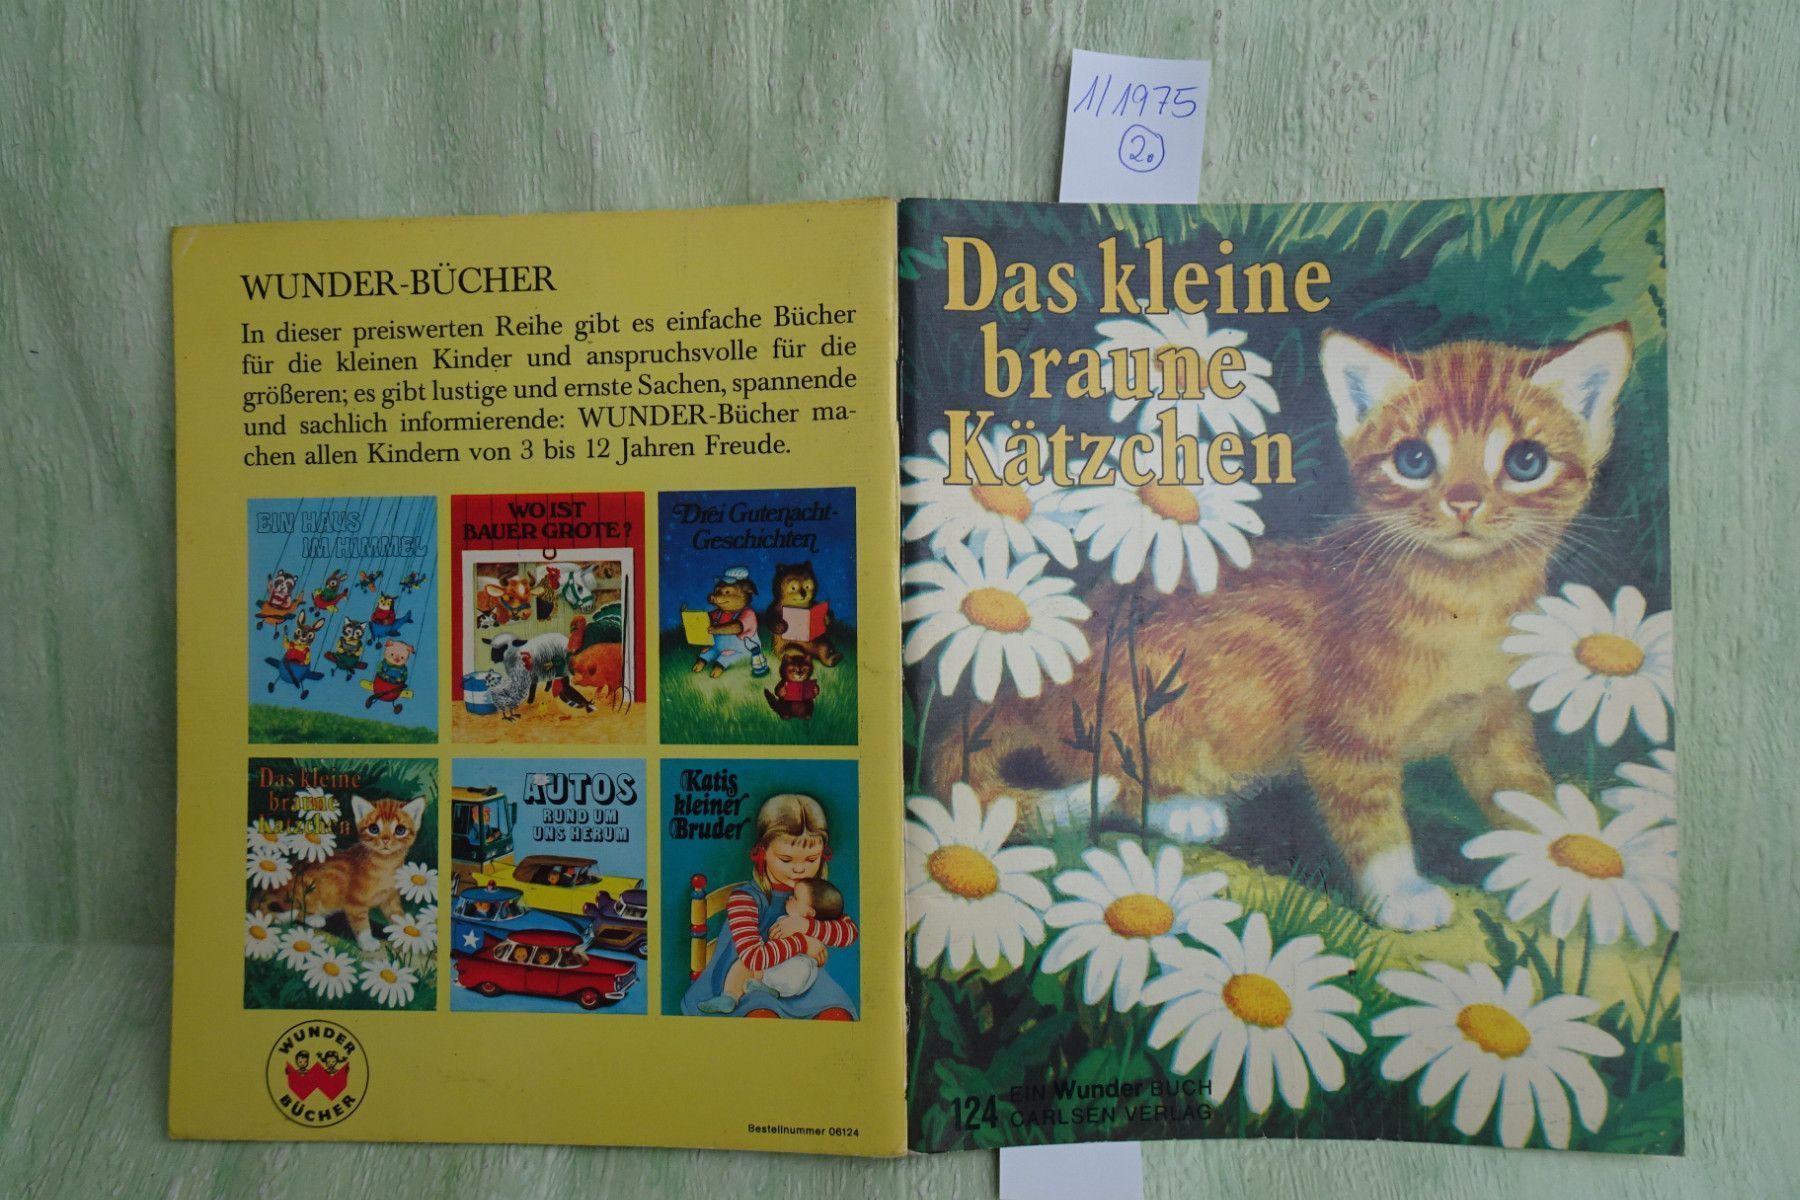 1/1975
2.
WUNDER-BÜCHER
In dieser preiswerten Reihe gibt es einfache Bücher
für die kleinen Kinder und anspruchsvolle für die
größeren; es gibt lustige und ernste Sachen, spannende
und sachlich informierende: WUNDER-Bücher ma-
chen allen Kindern von 3 bis 12 Jahren Freude.
EIN HAUS
IM HIMMEL
WO IST
BAUER GROTE?
Drei Gutenacht-
Geschichten
Das kleine
braune
Kätzchen
AUTOS
RUND UM
UNS HERUM
Katis
kleiner
Bruder
WUNDER
BÜCHER
Bestellnummer 06124
Das kleine
braune
Kätzchen
124 EIN Wunder BUCH
CARLSEN VERLAG